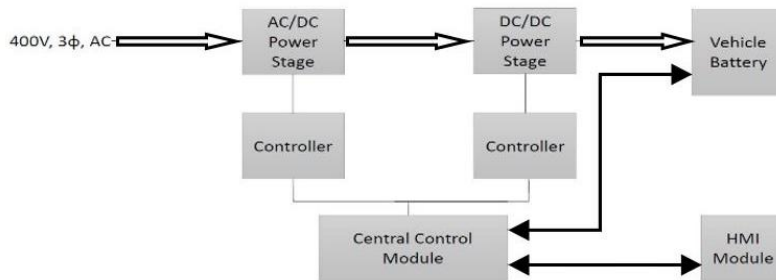 400V, 3ϕ, AC
AC/DC
Power
Stage
DC/DC
Power
Stage
Vehicle
Battery
Controller
Controller
Central Control
Module
HMI
Module